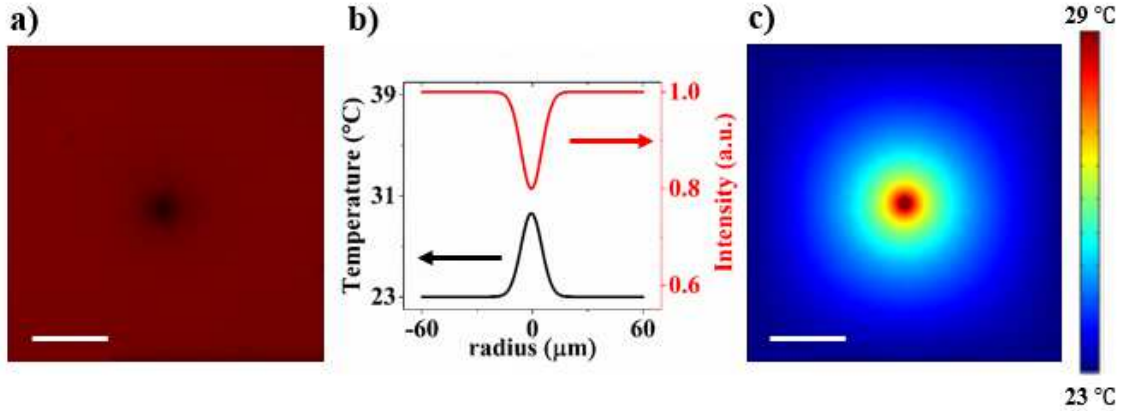 a)
b)
c)
29 °C
39
31
23
Temperature (°C)
1.0
0.8
0.6
Intensity (a.u.)
-60
0
60
radius (μm)
23 °C